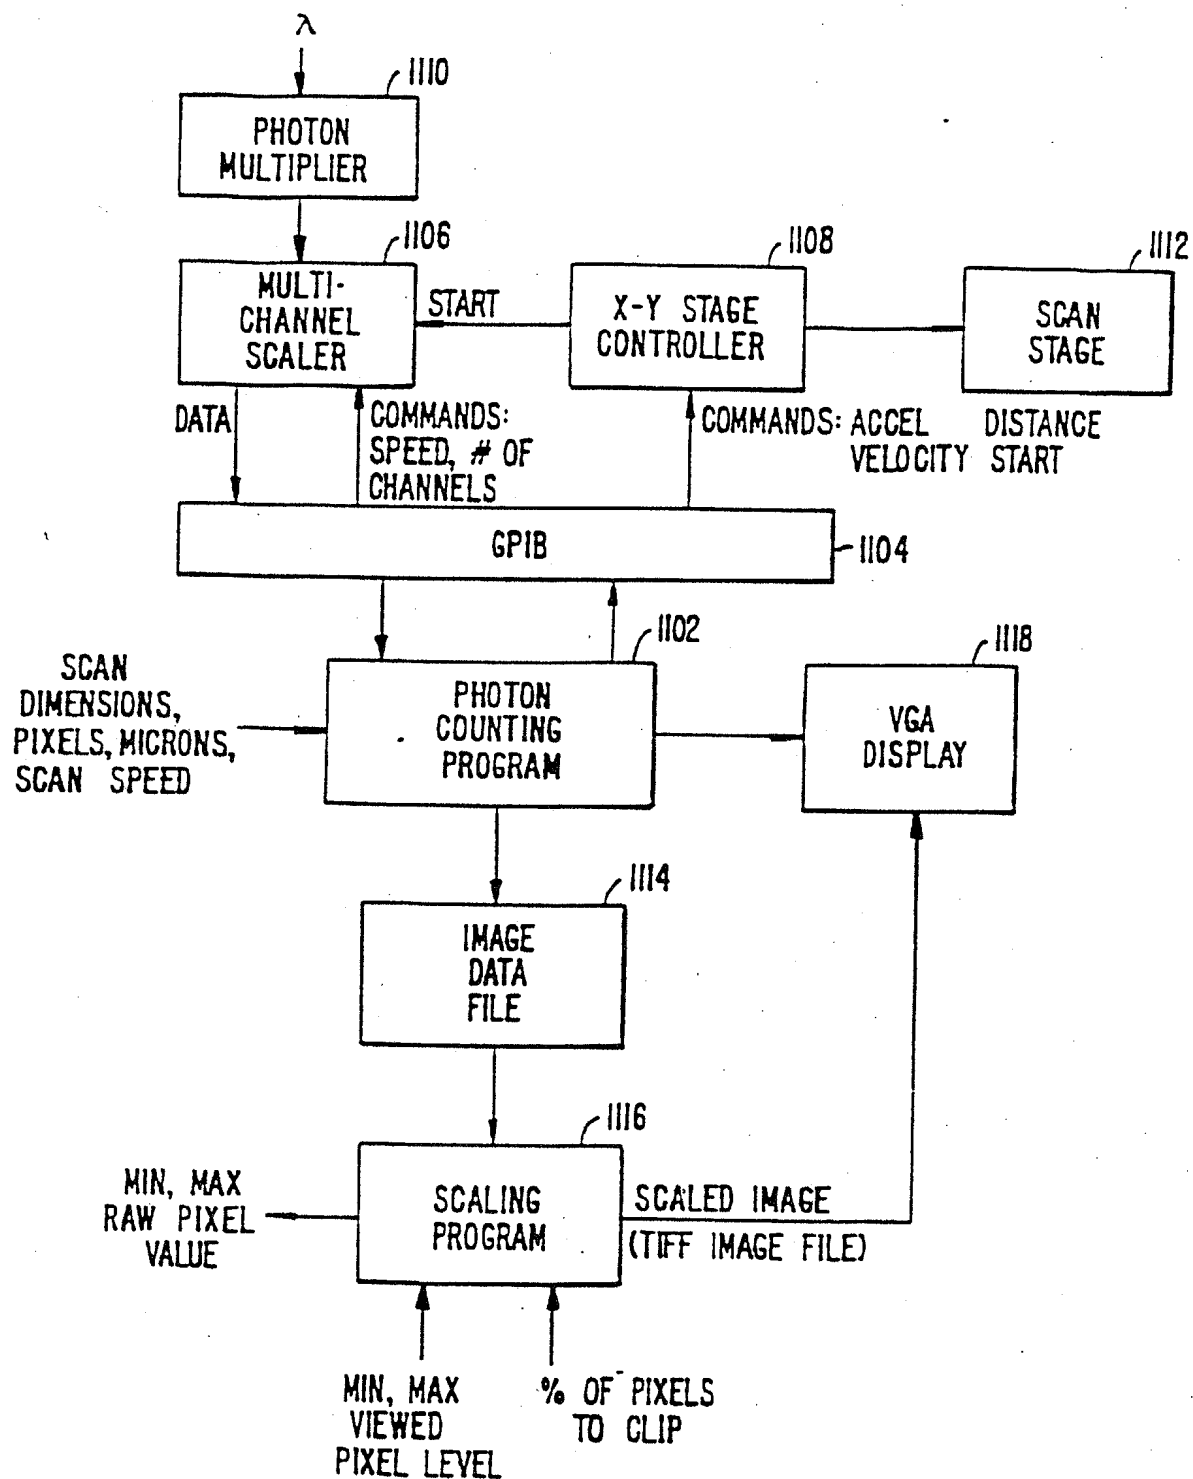 λ
1110
PHOTON
MULTIPLIER
1106
MULTI-
CHANNEL
SCALER
START
1108
X-Y STAGE
CONTROLLER
1112
SCAN
STAGE
DATA
COMMANDS:
SPEED, # OF
CHANNELS
COMMANDS: ACCEL DISTANCE
VELOCITY START
GPIB
1104
SCAN
DIMENSIONS,
PIXELS, MICRONS,
SCAN SPEED
1102
PHOTON
COUNTING
PROGRAM
1118
VGA
DISPLAY
1114
IMAGE
DATA
FILE
1116
SCALING
PROGRAM
MIN, MAX
RAW PIXEL
VALUE
SCALED IMAGE
(TIFF IMAGE FILE)
MIN, MAX
VIEWED
PIXEL LEVEL
% OF PIXELS
TO CLIP